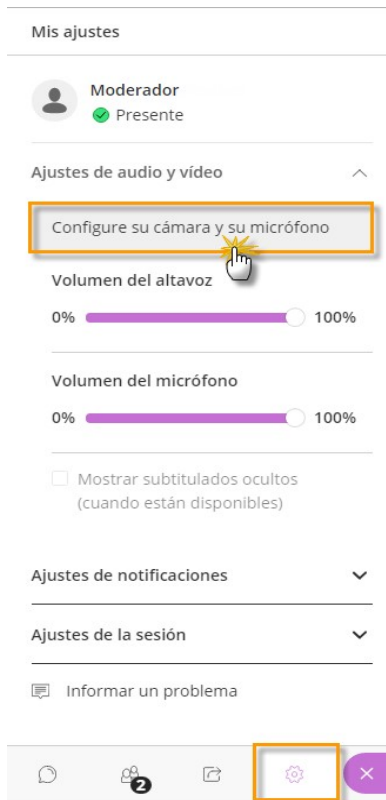 Mis ajustes
Moderador
Presente
Ajustes de audio y vídeo
Configure su cámara y su micrófono
Volumen del altavoz
0% 100%
Volumen del micrófono
0% 100%
Mostrar subtitulados ocultos
(cuando están disponibles)
Ajustes de notificaciones
Ajustes de la sesión
Informar un problema
2